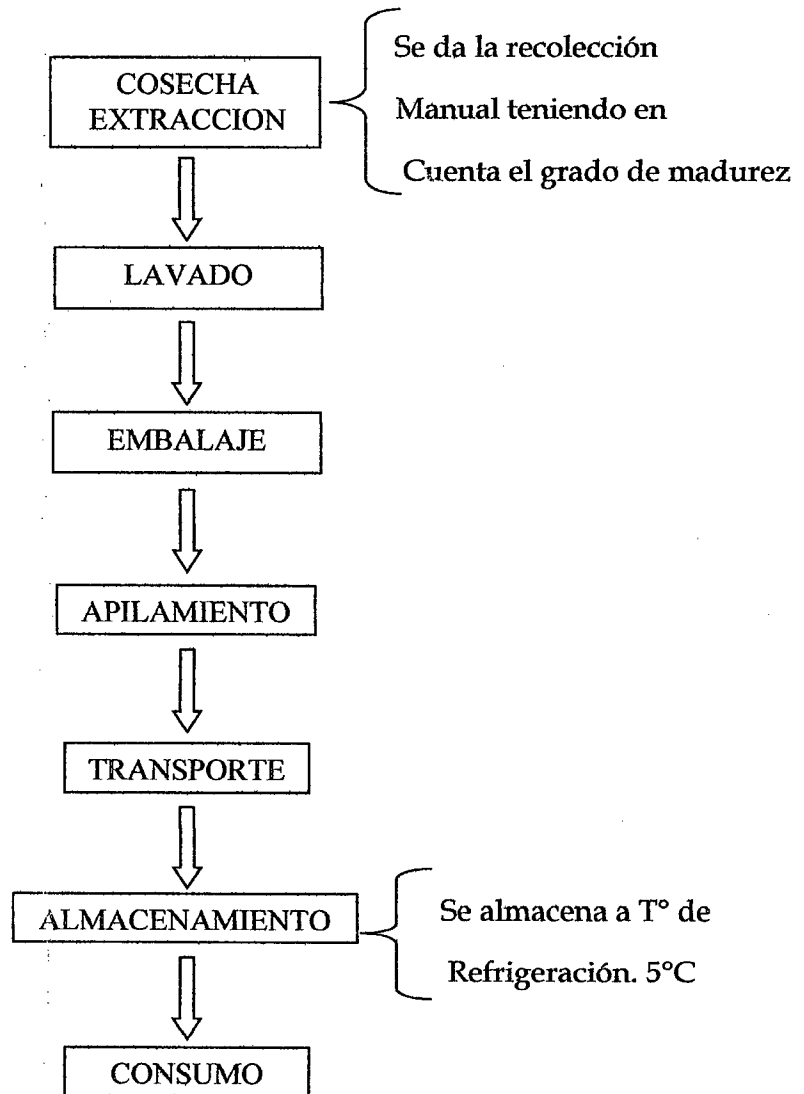 COSECHA
EXTRACCION
Se da la recolección
Manual teniendo en
Cuenta el grado de madurez
LAVADO
EMBALAJE
APILAMIENTO
TRANSPORTE
ALMACENAMIENTO
Se almacena a T° de
Refrigeración. 5°C
CONSUMO